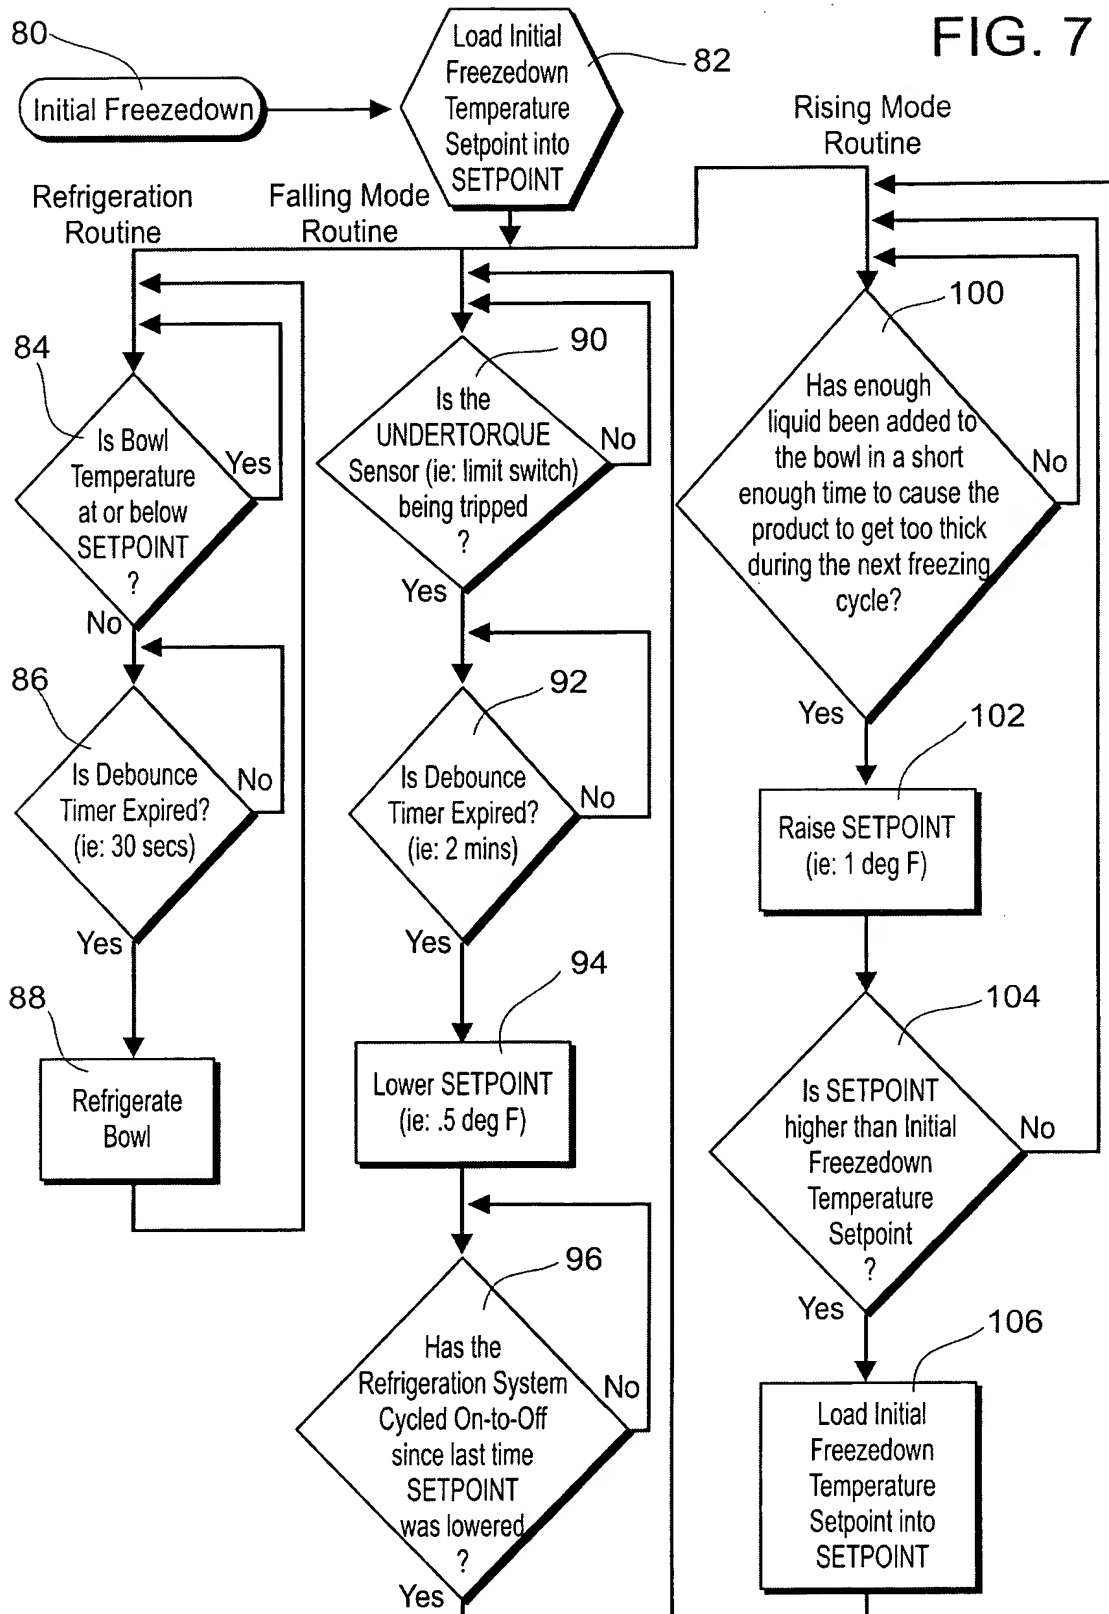 FIG. 7
80
Initial Freezedown
Load Initial
Freezedown
Temperature
Setpoint into
SETPOINT
82
Refrigeration
Routine
Falling Mode
Routine
Rising Mode
Routine
84
Is Bowl
Temperature
at or below
SETPOINT
?
Yes
No
86
Is Debounce
Timer Expired?
(ie: 30 secs)
No
Yes
88
Refrigerate
Bowl
90
Is the
UNDERTORQUE
Sensor (ie: limit switch)
being tripped
?
No
Yes
92
Is Debounce
Timer Expired?
(ie: 2 mins)
No
Yes
94
Lower SETPOINT
(ie: .5 deg F)
96
Has the
Refrigeration System
Cycled On-to-Off
since last time
SETPOINT
was lowered
?
No
Yes
100
Has enough
liquid been added to
the bowl in a short
enough time to cause the
product to get too thick
during the next freezing
cycle?
No
Yes
102
Raise SETPOINT
(ie: 1 deg F)
104
Is SETPOINT
higher than Initial
Freezedown
Temperature
Setpoint
?
No
Yes
106
Load Initial
Freezedown
Temperature
Setpoint into
SETPOINT